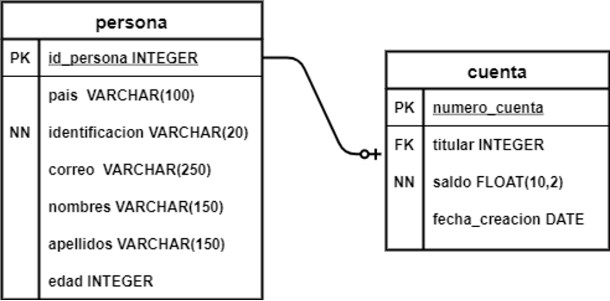 persona
PK id_persona INTEGER
pais VARCHAR(100)
NN identificacion VARCHAR(20)
correo VARCHAR(250)
nombres VARCHAR(150)
apellidos VARCHAR(150)
edad INTEGER
cuenta
PK numero_cuenta
FK titular INTEGER
NN saldo FLOAT(10,2)
fecha_creacion DATE